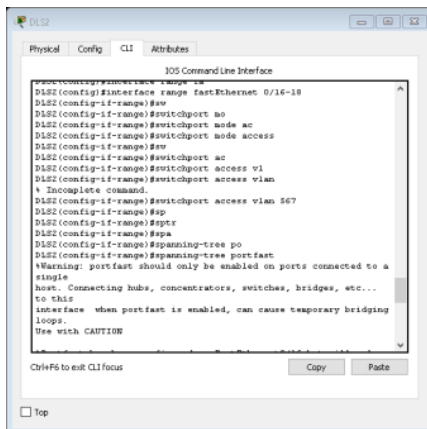 DLS2
Physical Config CLI Attributes
IOS Command Line Interface
DLS2(config)#interface range fa
DLS2(config)#interface range fastEthernet 0/16-18
DLS2(config-if-range)#sw
DLS2(config-if-range)#switchport mo
DLS2(config-if-range)#switchport mode ac
DLS2(config-if-range)#switchport mode access
DLS2(config-if-range)#sw
DLS2(config-if-range)#switchport ac
DLS2(config-if-range)#switchport access vl
DLS2(config-if-range)#switchport access vlan
% Incomplete command.
DLS2(config-if-range)#switchport access vlan 567
DLS2(config-if-range)#sp
DLS2(config-if-range)#sptr
DLS2(config-if-range)#spa
DLS2(config-if-range)#spanning-tree po
DLS2(config-if-range)#spanning-tree portfast
%Warning: portfast should only be enabled on ports connected to a
single
host. Connecting hubs, concentrators, switches, bridges, etc...
to this
interface when portfast is enabled, can cause temporary bridging
loops.
Use with CAUTION
Ctrl+F6 to exit CLI focus
Copy Paste
Top